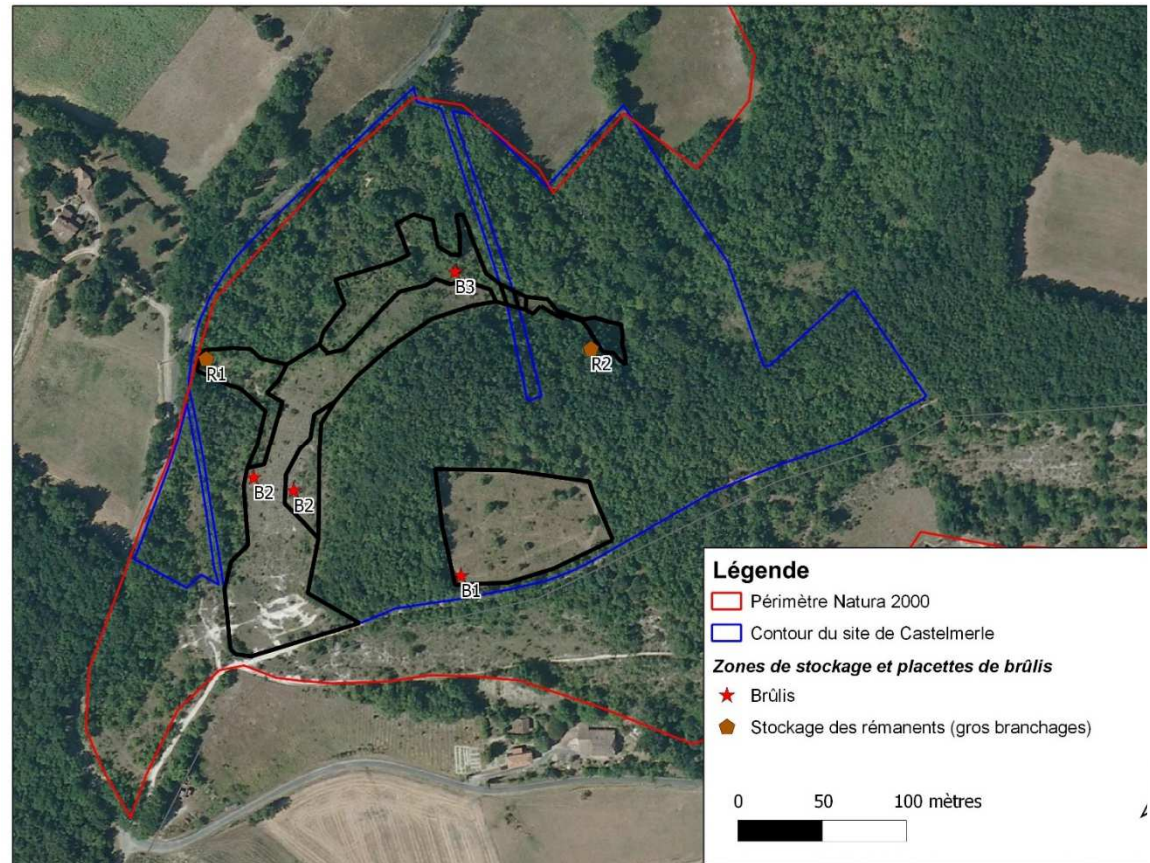 B3
R1
R2
B2
B2
B1
Légende
Périmètre Natura 2000
Contour du site de Castelmerle
Zones de stockage et placettes de brûlis
Brûlis
Stockage des rémanents (gros branchages)
0 50 100 mètres